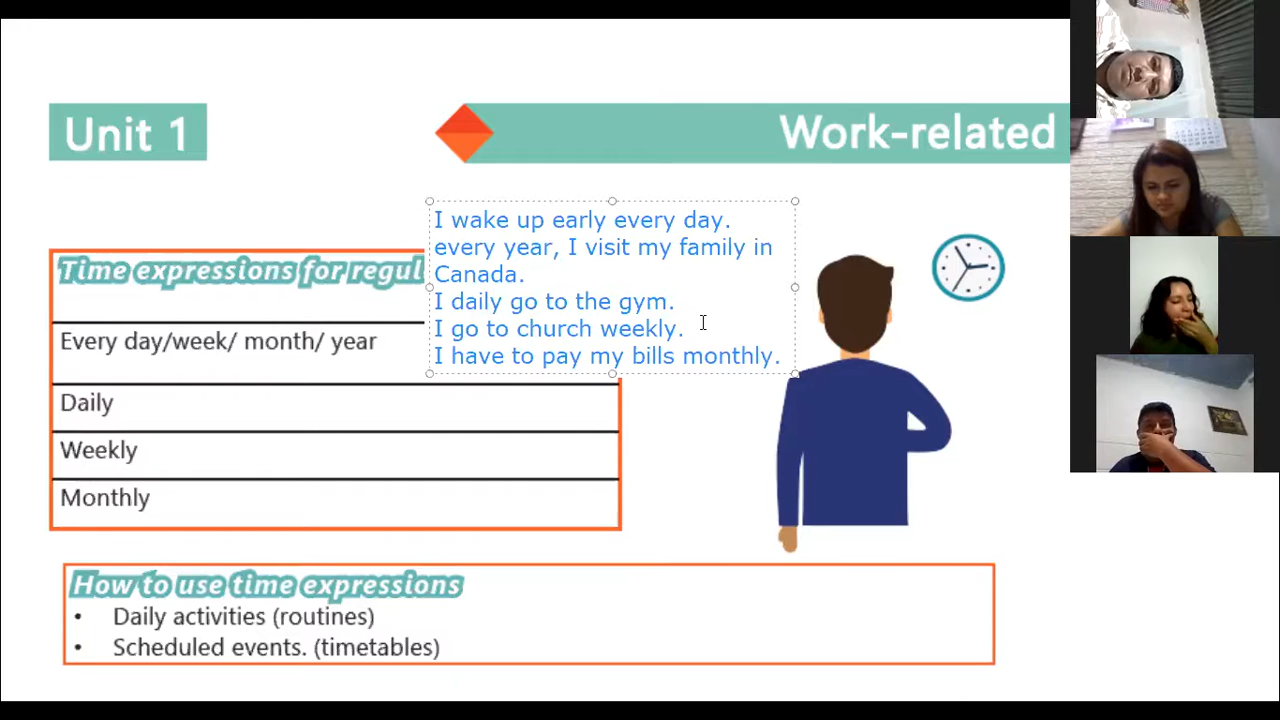 Unit 1
Work-related
I wake up early every day.
every year, I visit my family in
Canada.
I daily go to the gym.
I go to church weekly.
I have to pay my bills monthly.
Time expressions for regul
Every day/week/ month/ year
Daily
Weekly
Monthly
How to use time expressions
• Daily activities (routines)
• Scheduled events. (timetables)